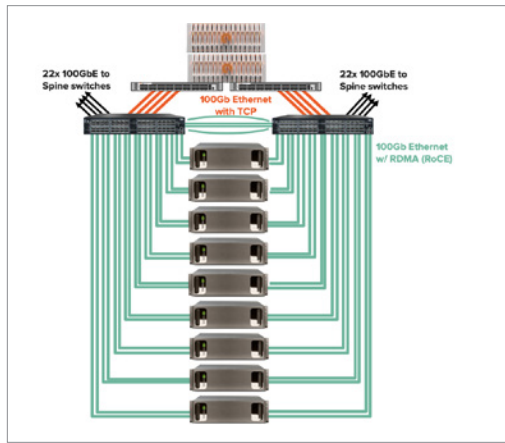 22x 100GbE to
Spine switches
100Gb Ethernet
with TCP
22x 100GbE to
Spine switches
100Gb Ethernet
w/ RDMA (RoCE)